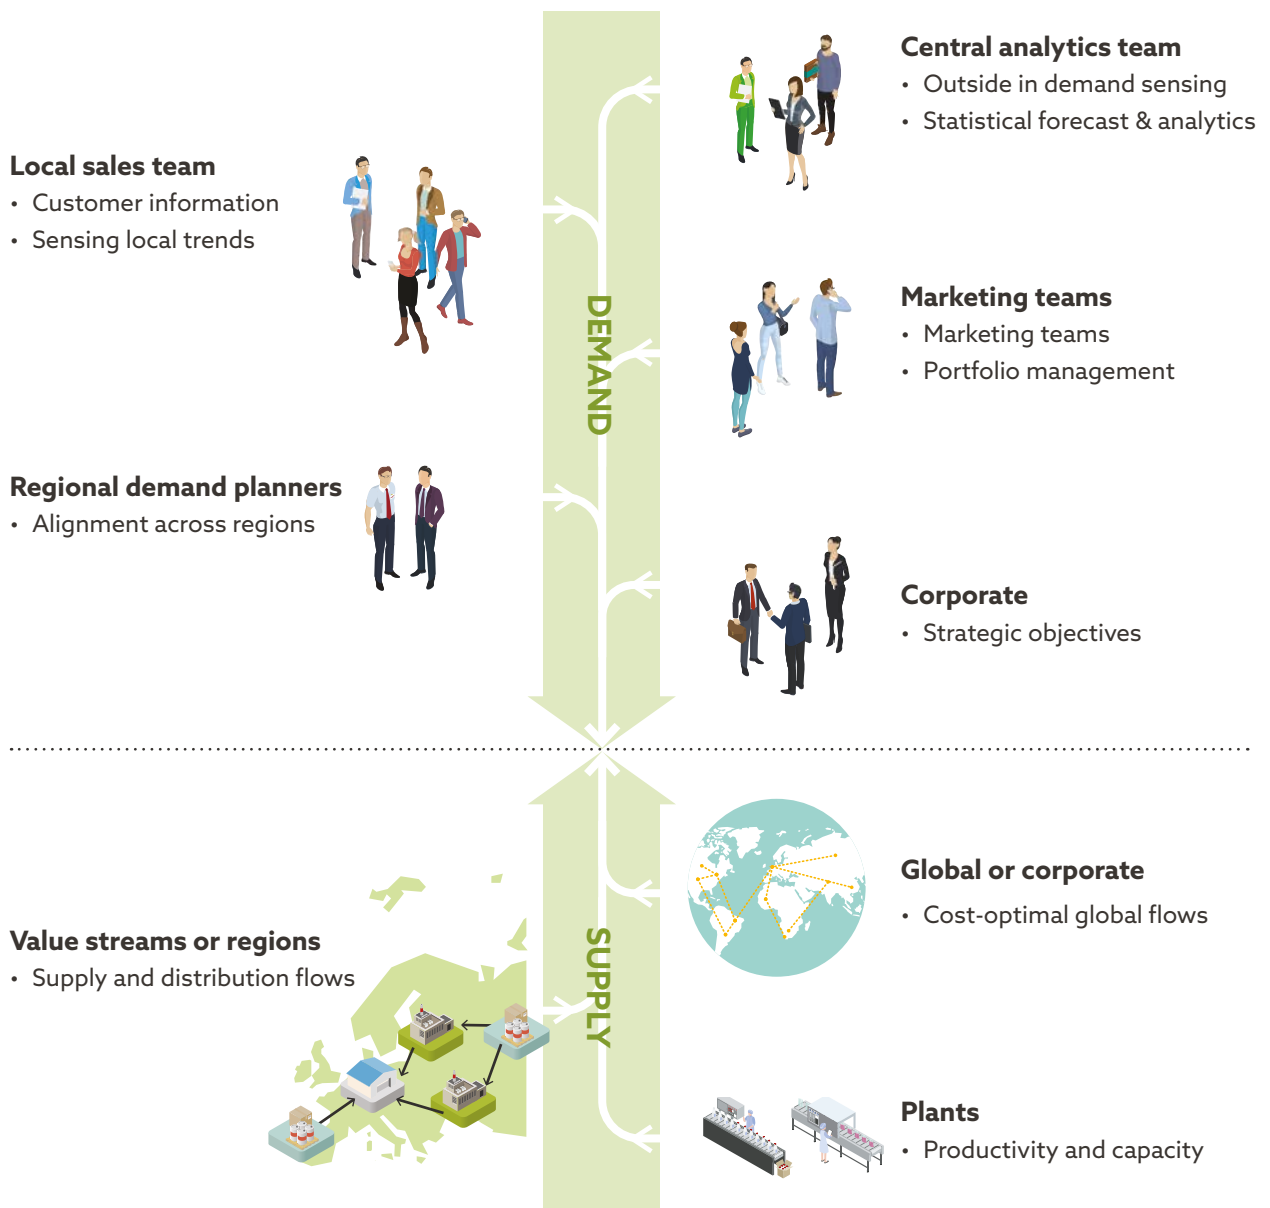 Central analytics team
• Outside in demand sensing
• Statistical forecast & analytics
Local sales team
• Customer information
• Sensing local trends
DEMAND
Marketing teams
• Marketing teams
• Portfolio management
Regional demand planners
• Alignment across regions
Corporate
• Strategic objectives
Global or corporate
• Cost-optimal global flows
Value streams or regions
• Supply and distribution flows
SUPPLY
Plants
• Productivity and capacity